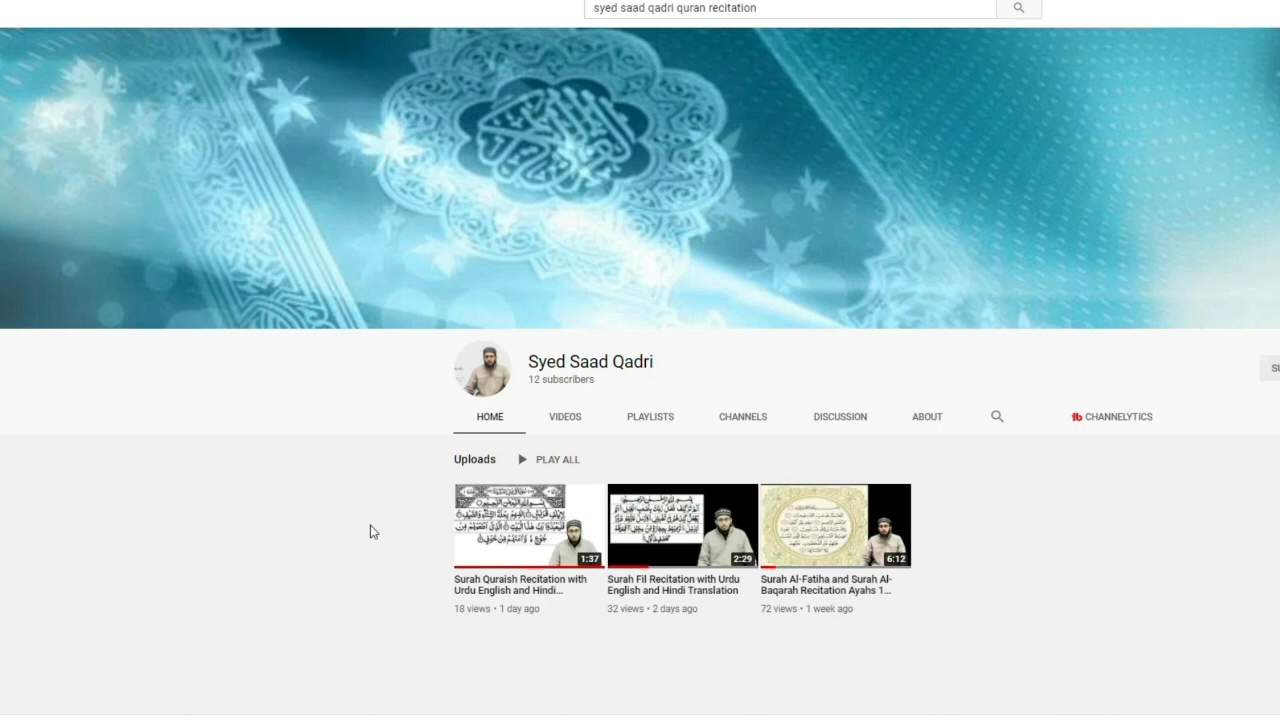 syed saad qadri quran recitation
Syed Saad Qadri
12 subscribers
HOME VIDEOS PLAYLISTS CHANNELS DISCUSSION ABOUT CHANNELYTICS
Uploads PLAY ALL
1:37 2:29 6:12
Surah Quraish Recitation with
Urdu English and Hindi...
18 views • 1 day ago
Surah Fil Recitation with Urdu
English and Hindi Translation
32 views • 2 days ago
Surah Al-Fatiha and Surah Al-
Baqarah Recitation Ayahs 1...
72 views • 1 week ago